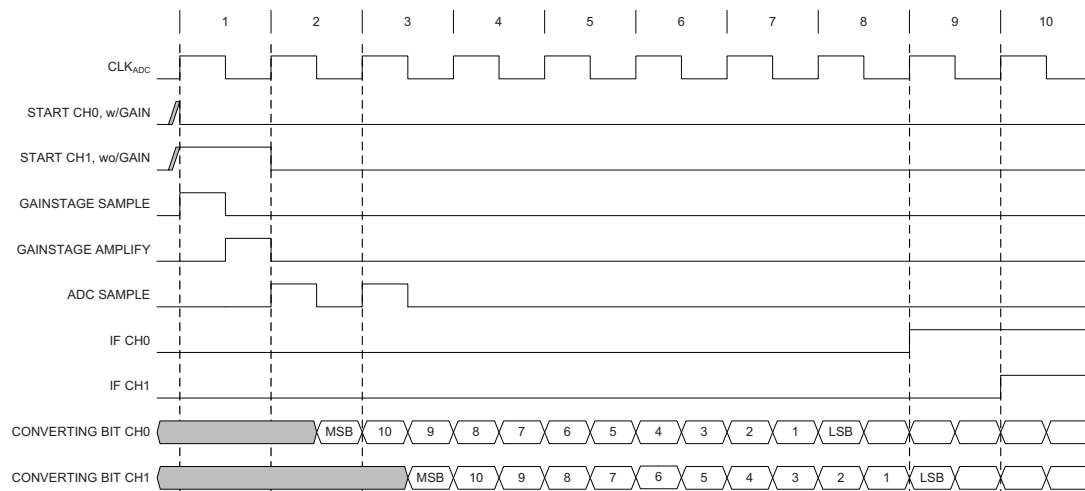 1 2 3 4 5 6 7 8 9 10
CLKADC
START CH0, w/GAIN
START CH1, wo/GAIN
GAINSTAGE SAMPLE
GAINSTAGE AMPLIFY
ADC SAMPLE
IF CH0
IF CH1
CONVERTING BIT CH0 MSB 10 9 8 7 6 5 4 3 2 1 LSB
CONVERTING BIT CH1 MSB 10 9 8 7 6 5 4 3 2 1 LSB